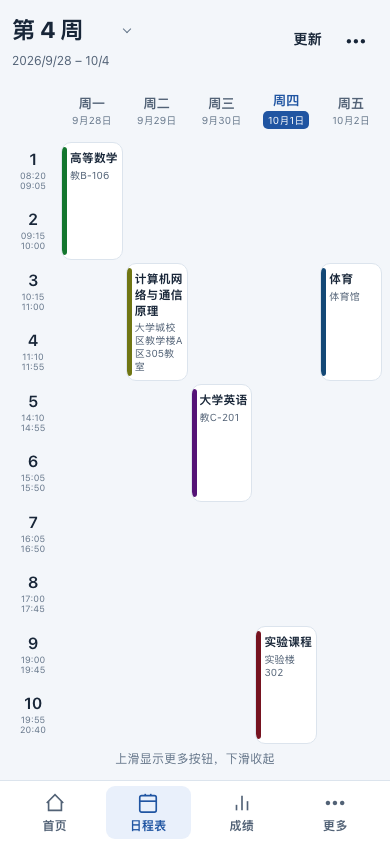 第 4 周
更新
2026/9/28 – 10/4
周一
周二
周三
周四
周五
9月28日
9月29日
9月30日
10月1日
10月2日
1
08:20
09:05
高等数学
教B-106
2
09:15
10:00
3
10:15
11:00
计算机网
络与通信
原理
大学城校
区教学楼A
区305教
室
体育
体育馆
4
11:10
11:55
5
14:10
14:55
大学英语
教C-201
6
15:05
15:50
7
16:05
16:50
8
17:00
17:45
9
19:00
19:45
实验课程
实验楼
302
10
19:55
20:40
上滑显示更多按钮，下滑收起
首页
日程表
成绩
更多